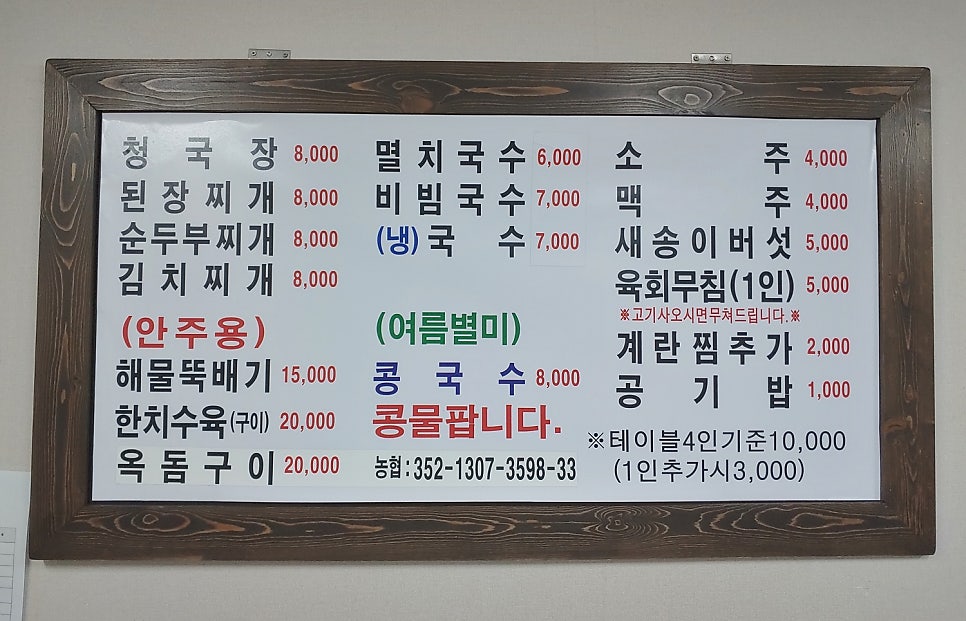 청국장 8,000
된장찌개 8,000
순두부찌개 8,000
김치찌개 8,000
(안주용)
해물뚝배기 15,000
한치수육(구이) 20,000
옥돔구이 20,000
멸치국수 6,000
비빔국수 7,000
(냉)국수 7,000
(여름별미)
콩국수 8,000
콩물팝니다.
농협:352-1307-3598-33
소주 4,000
맥주 4,000
새송이버섯 5,000
육회무침(1인) 5,000
※고기사오시면무쳐드립니다.※
계란찜추가 2,000
공기밥 1,000
※테이블4인기준10,000
(1인추가시3,000)